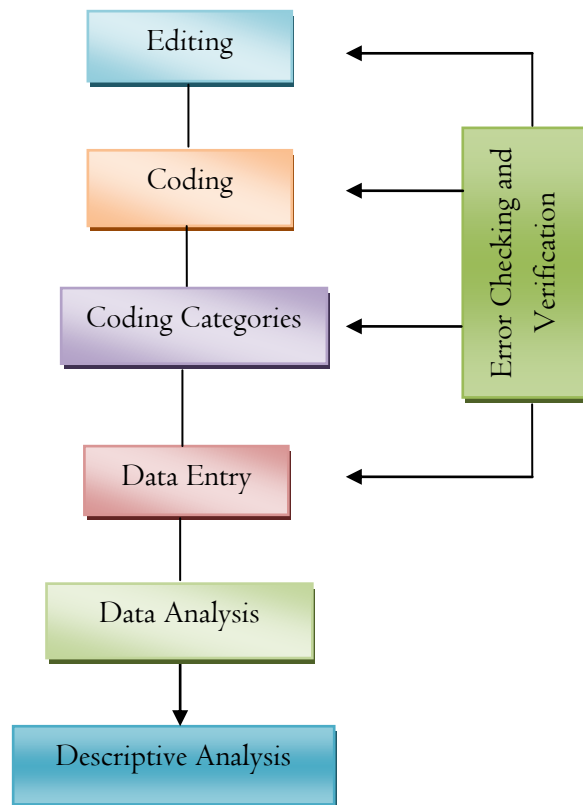 Editing
Coding
Coding Categories
Data Entry
Data Analysis
Descriptive Analysis
Error Checking and
Verification